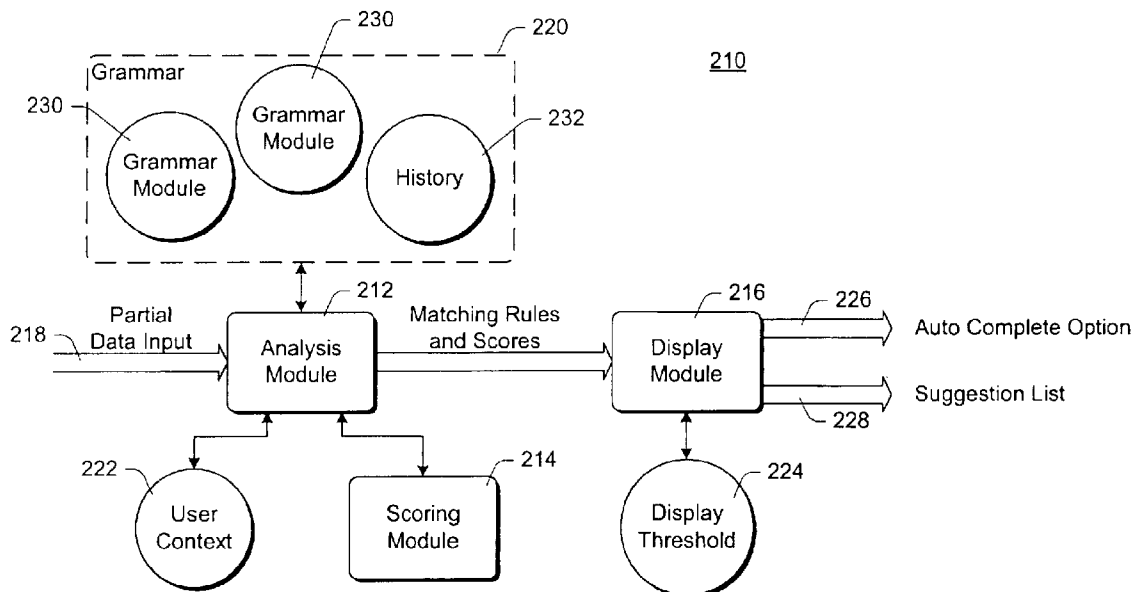 230
220
210
Grammar
230
Grammar
Module
232
Grammar
Module
History
212
216
226
Partial
Data Input
Matching Rules
and Scores
218
Analysis
Module
Display
Module
Auto Complete Option
Suggestion List
228
222
214
224
User
Context
Scoring
Module
Display
Threshold